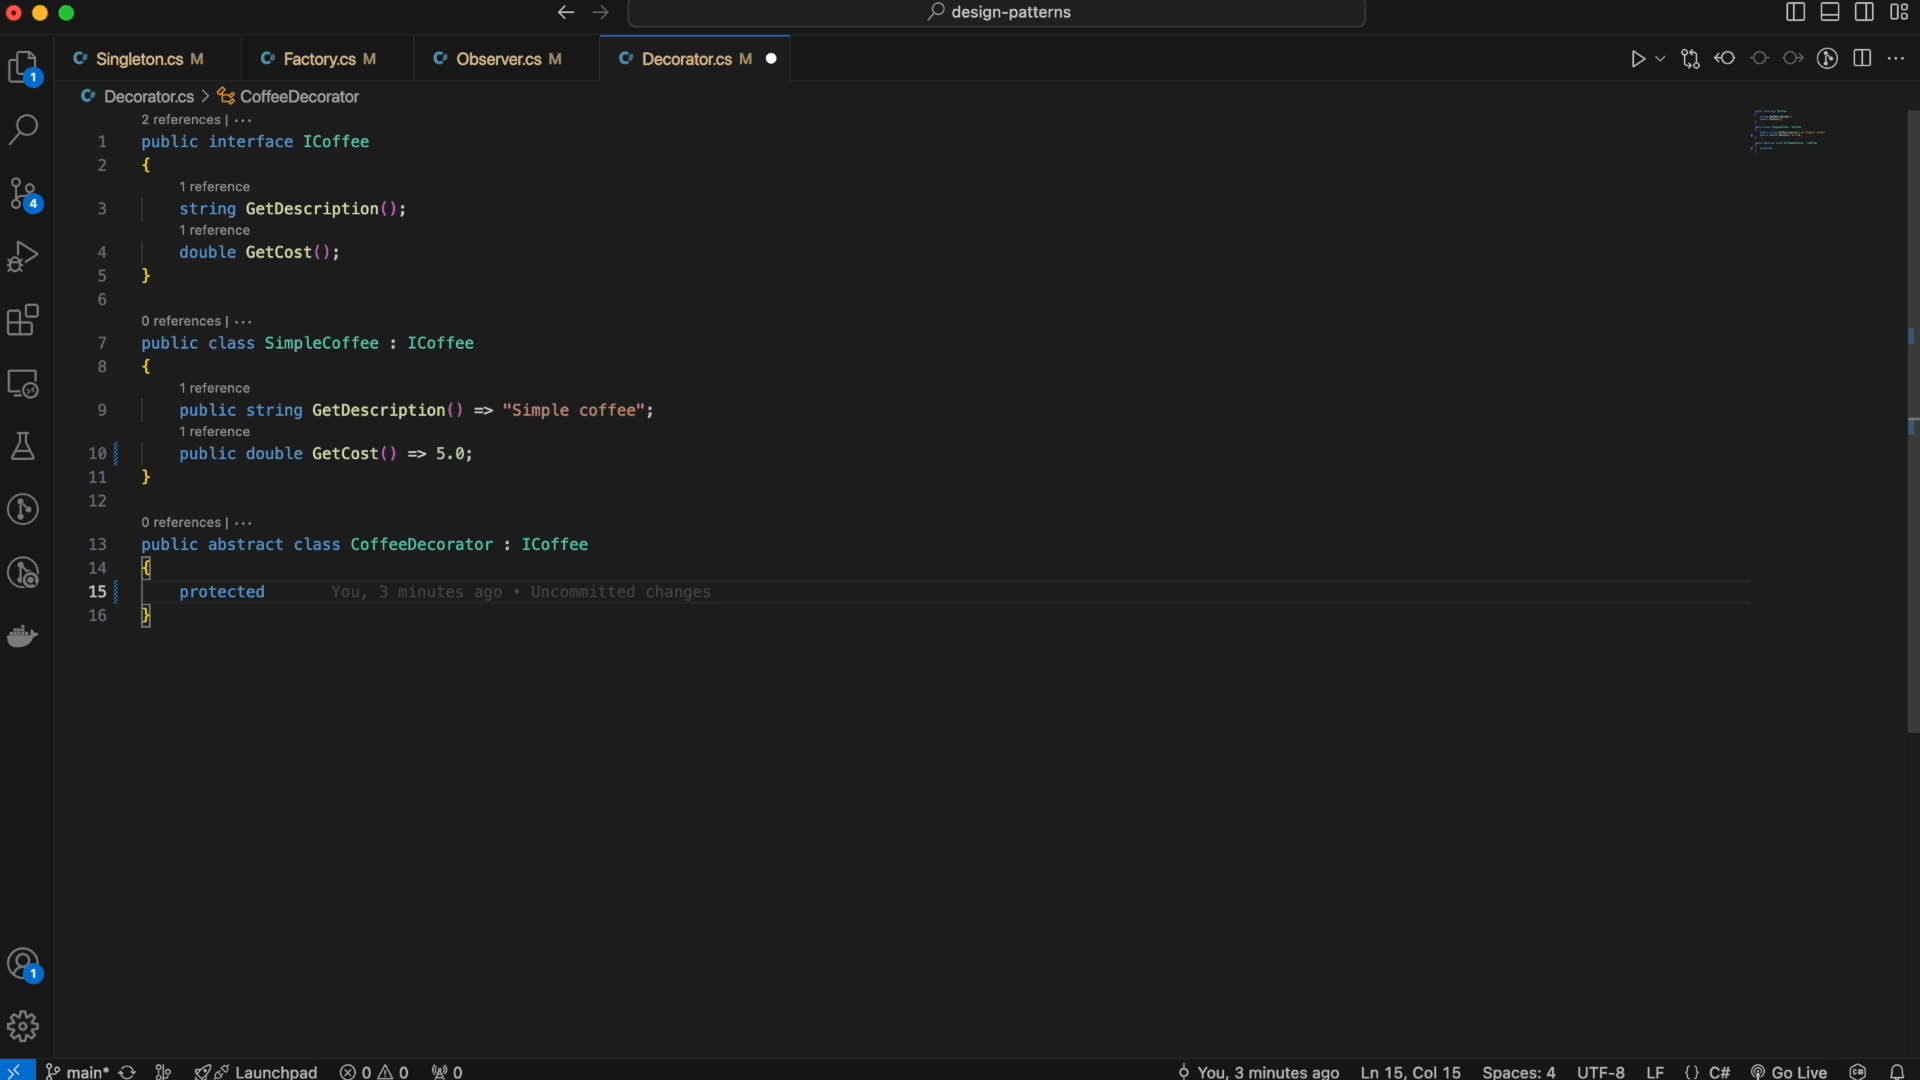 design-patterns
Singleton.cs M
Factory.cs M
Observer.cs M
Decorator.cs M
Decorator.cs > CoffeeDecorator
2 references | ...
1 public interface ICoffee
2 {
1 reference
3 string GetDescription();
1 reference
4 double GetCost();
5 }
6
0 references | ...
7 public class SimpleCoffee : ICoffee
8 {
1 reference
9 public string GetDescription() => "Simple coffee";
1 reference
10 public double GetCost() => 5.0;
11 }
12
0 references | ...
13 public abstract class CoffeeDecorator : ICoffee
14 {
15 protected You, 3 minutes ago • Uncommitted changes
16 }
1
4
1
main* Launchpad 0 0 0 You, 3 minutes ago Ln 15, Col 15 Spaces: 4 UTF-8 LF {} C# Go Live